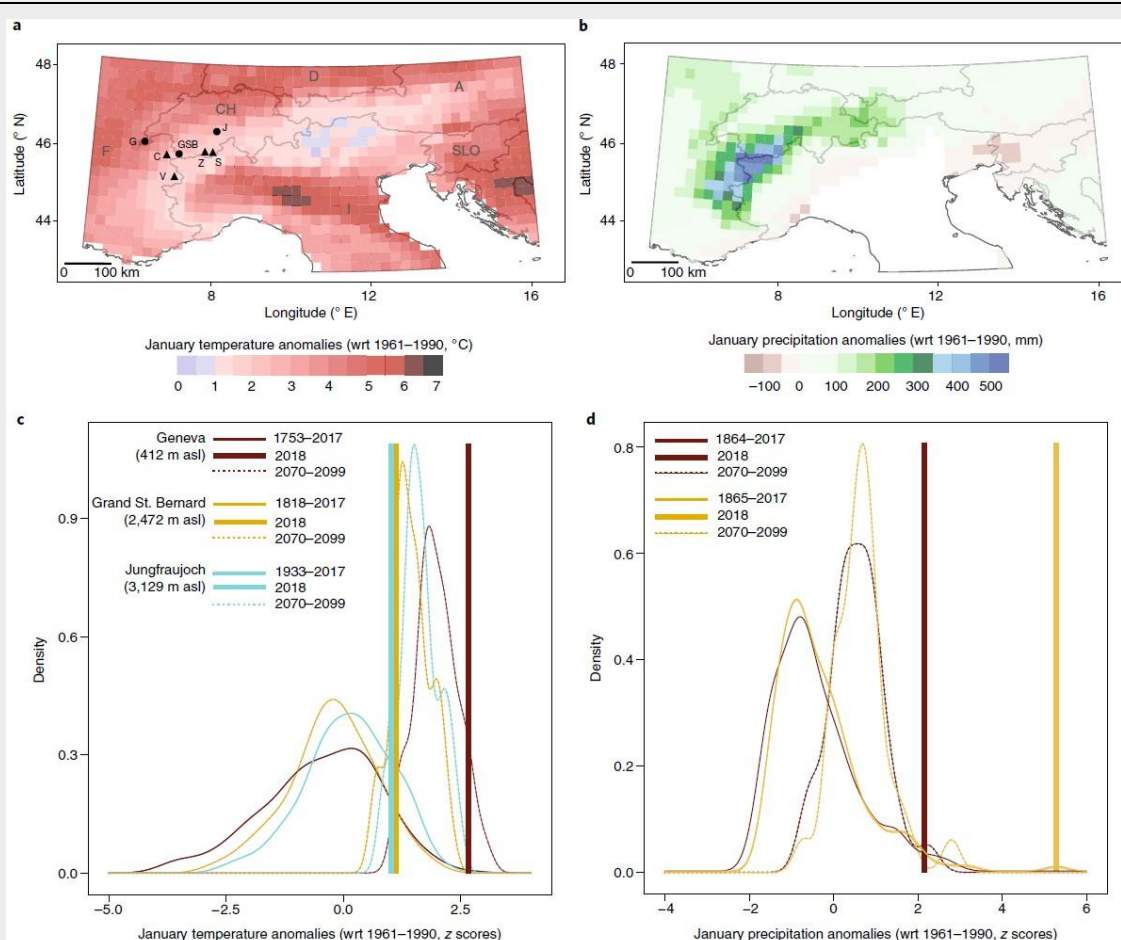 a
48
46
44
Latitude (° N)
D
A
CH
J
G
GSB
F
C
Z
S
V
SLO
I
0 100 km
8 12 16
Longitude (° E)
January temperature anomalies (wrt 1961–1990, °C)
0 1 2 3 4 5 6 7
b
48
46
44
Latitude (° N)
0 100 km
8 12 16
Longitude (° E)
January precipitation anomalies (wrt 1961–1990, mm)
–100 0 100 200 300 400 500
c
Geneva 1753–2017
(412 m asl) 2018
2070–2099
Grand St. Bernard 1818–2017
(2,472 m asl) 2018
2070–2099
Jungfraujoch 1933–2017
(3,129 m asl) 2018
2070–2099
0.9
0.6
0.3
0.0
Density
–5.0 –2.5 0.0 2.5
January temperature anomalies (wrt 1961–1990, z scores)
d
1864–2017
2018
2070–2099
1865–2017
2018
2070–2099
0.8
0.6
0.4
0.2
0.0
Density
–4 –2 0 2 4 6
January precipitation anomalies (wrt 1961–1990, z scores)